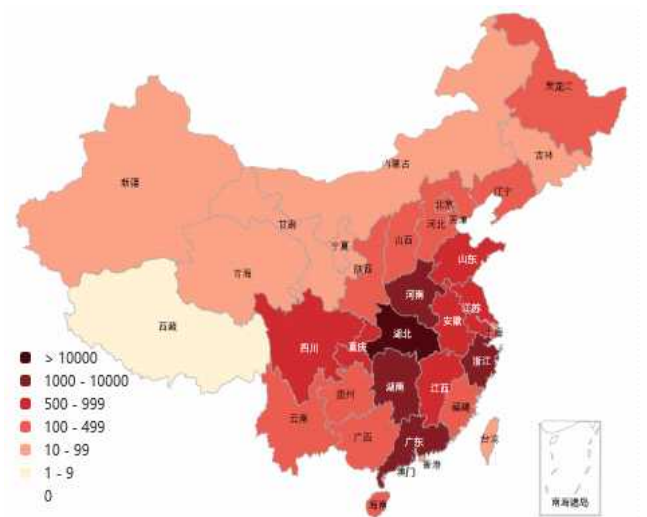 黑龙江
内蒙古
吉林
新疆
辽宁
北京
天津
甘肃
河北
宁夏
山西
青海
陕西
山东
河南
江苏
西藏
安徽
湖北
四川
重庆
浙江
湖南
江西
贵州
福建
云南
广西
广东
台湾
香港
澳门
海南
南海诸岛
> 10000
1000 - 10000
500 - 999
100 - 499
10 - 99
1 - 9
0